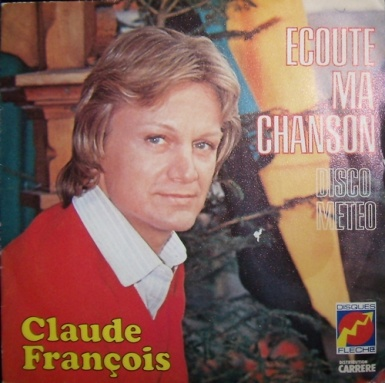 ECOUTE
MA
CHANSON
DISCO
METEO
Claude
François
DISQUES
FLECHE
DISTRIBUTION
CARRERE